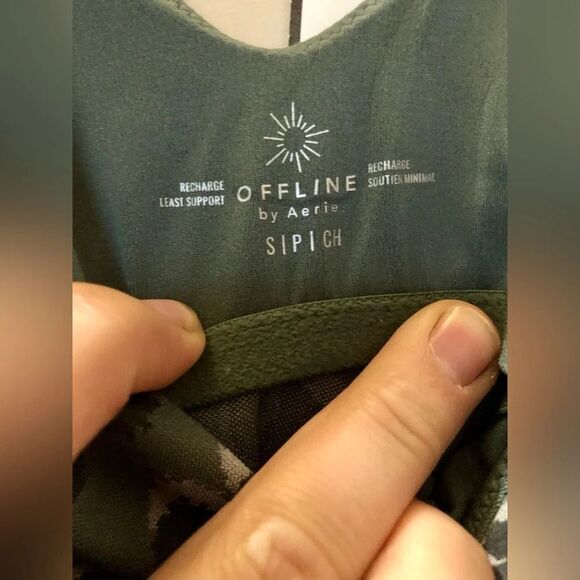 RECHARGE
LEAST SUPPORT
OFFLINE
by Aerie
RECHARGE
SOUTIEN MINIMAL
S|P|CH